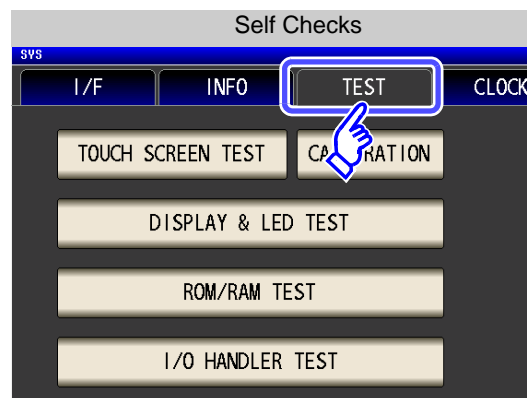 Self Checks
SYS
I/F INFO TEST CLOCK
TOUCH SCREEN TEST
DISPLAY & LED TEST
ROM/RAM TEST
I/O HANDLER TEST